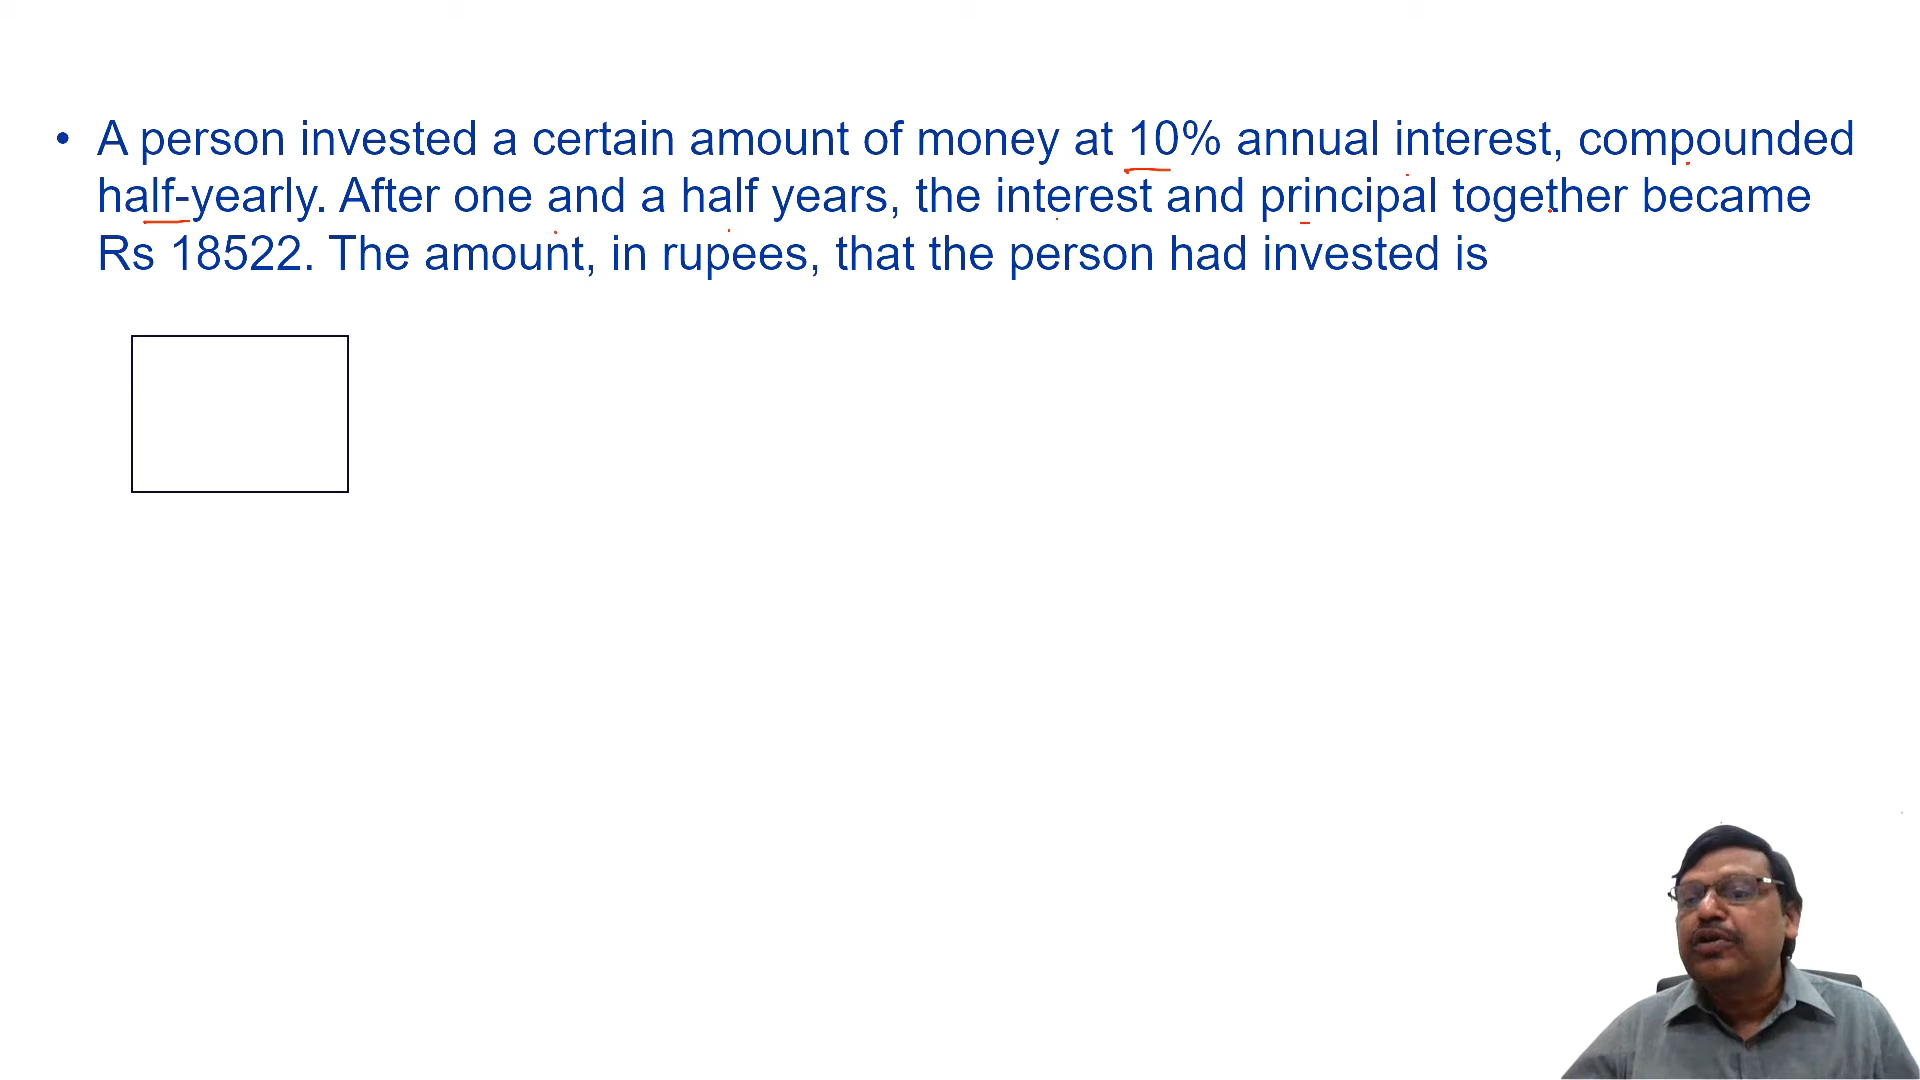 • A person invested a certain amount of money at 10% annual interest, compounded
half-yearly. After one and a half years, the interest and principal together became
Rs 18522. The amount, in rupees, that the person had invested is